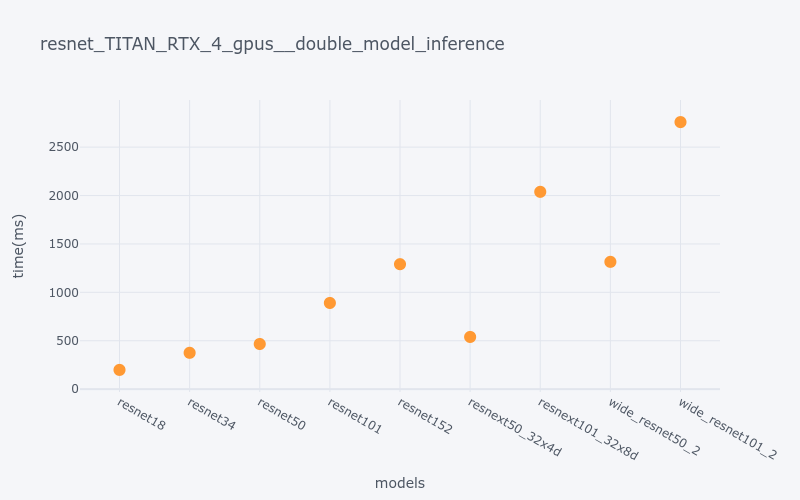 resnet_TITAN_RTX_4_gpus__double_model_inference
time(ms)
2500
2000
1500
1000
500
0
resnet18
resnet34
resnet50
resnet101
resnet152
resnext50_32x4d
resnext101_32x8d
wide_resnet50_2
wide_resnet101_2
models